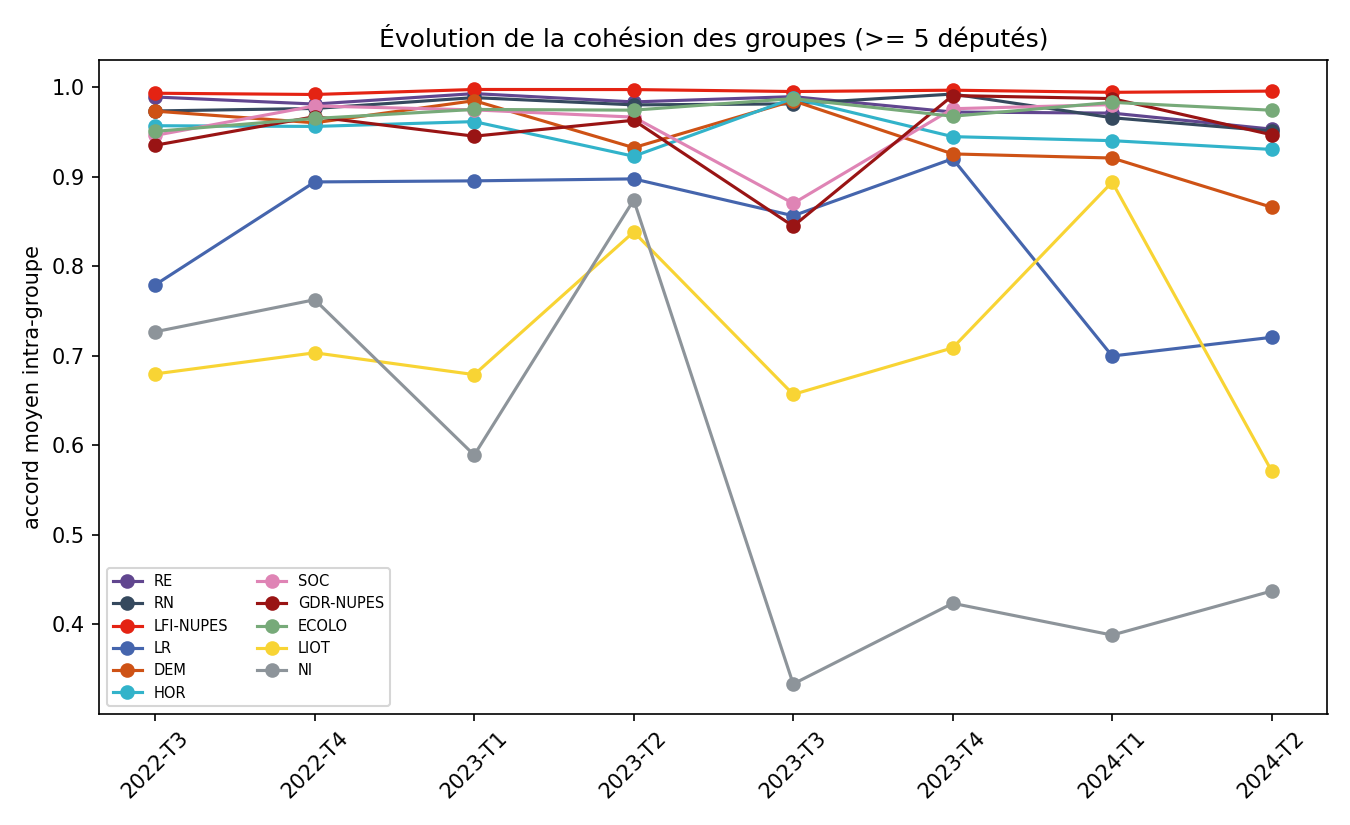 Évolution de la cohésion des groupes (>= 5 députés)
accord moyen intra-groupe
1.0
0.9
0.8
0.7
0.6
0.5
0.4
RE
RN
LFI-NUPES
LR
DEM
HOR
SOC
GDR-NUPES
ECOLO
LIOT
NI
2022-T3
2022-T4
2023-T1
2023-T2
2023-T3
2023-T4
2024-T1
2024-T2